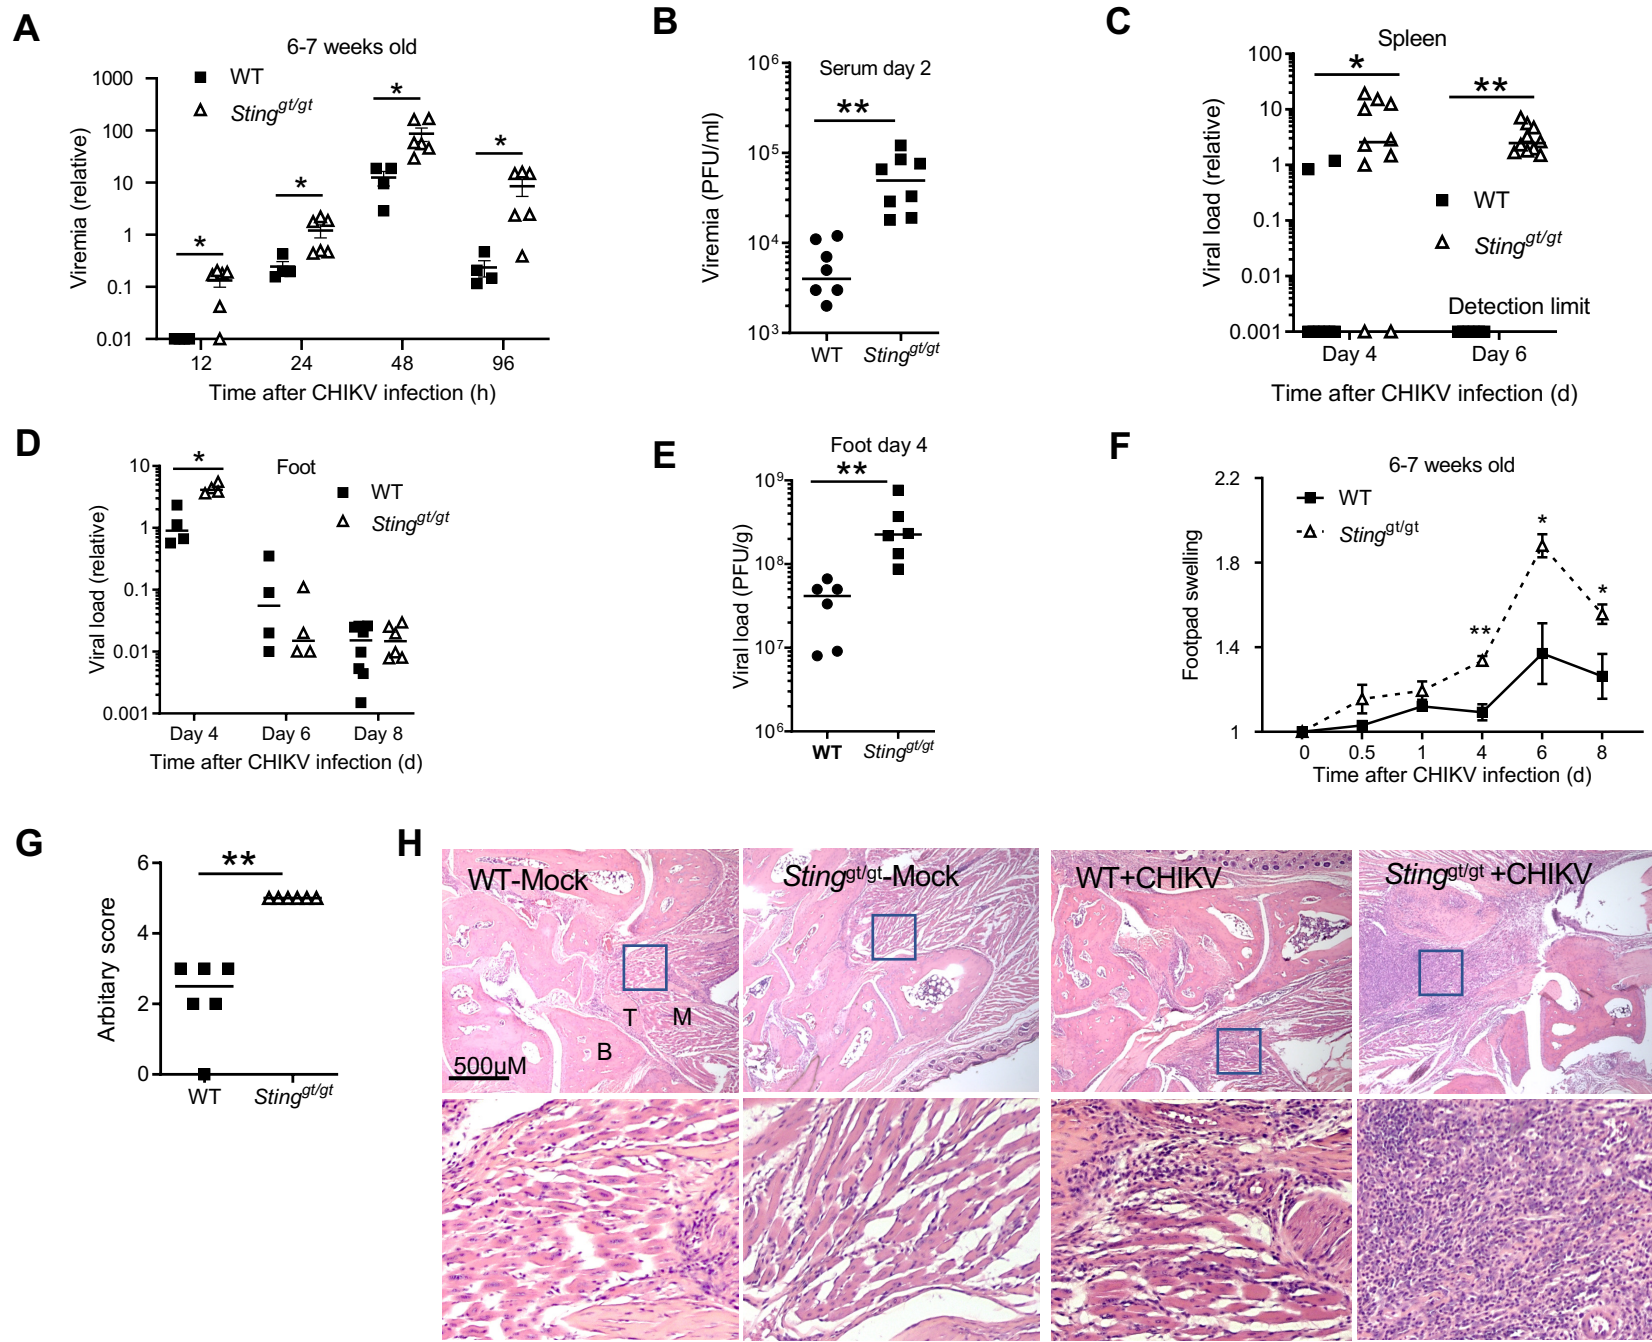 A
6-7 weeks old
WT
Sting^gt/gt
Viremia (relative)
1000
100
10
1
0.1
0.01
*
*
*
*
12
24
48
96
Time after CHIKV infection (h)
B
Serum day 2
**
Viremia (PFU/ml)
10^6
10^5
10^4
10^3
WT
Sting^gt/gt
C
Spleen
*
**
Viral load (relative)
100
10
1
0.1
0.01
0.001
WT
Sting^gt/gt
Detection limit
Day 4
Day 6
Time after CHIKV infection (d)
D
Foot
*
WT
Sting^gt/gt
Viral load (relative)
10
1
0.1
0.01
0.001
Day 4
Day 6
Day 8
Time after CHIKV infection (d)
E
Foot day 4
**
Viral load (PFU/g)
10^9
10^8
10^7
10^6
WT
Sting^gt/gt
F
6-7 weeks old
WT
Sting^gt/gt
Footpad swelling
2.2
1.8
1.4
1
**
*
*
0
0.5
1
4
6
8
Time after CHIKV infection (d)
G
**
Arbitary score
6
4
2
0
WT
Sting^gt/gt
H
WT-Mock
T
M
B
500µM
Sting^gt/gt-Mock
WT+CHIKV
Sting^gt/gt +CHIKV